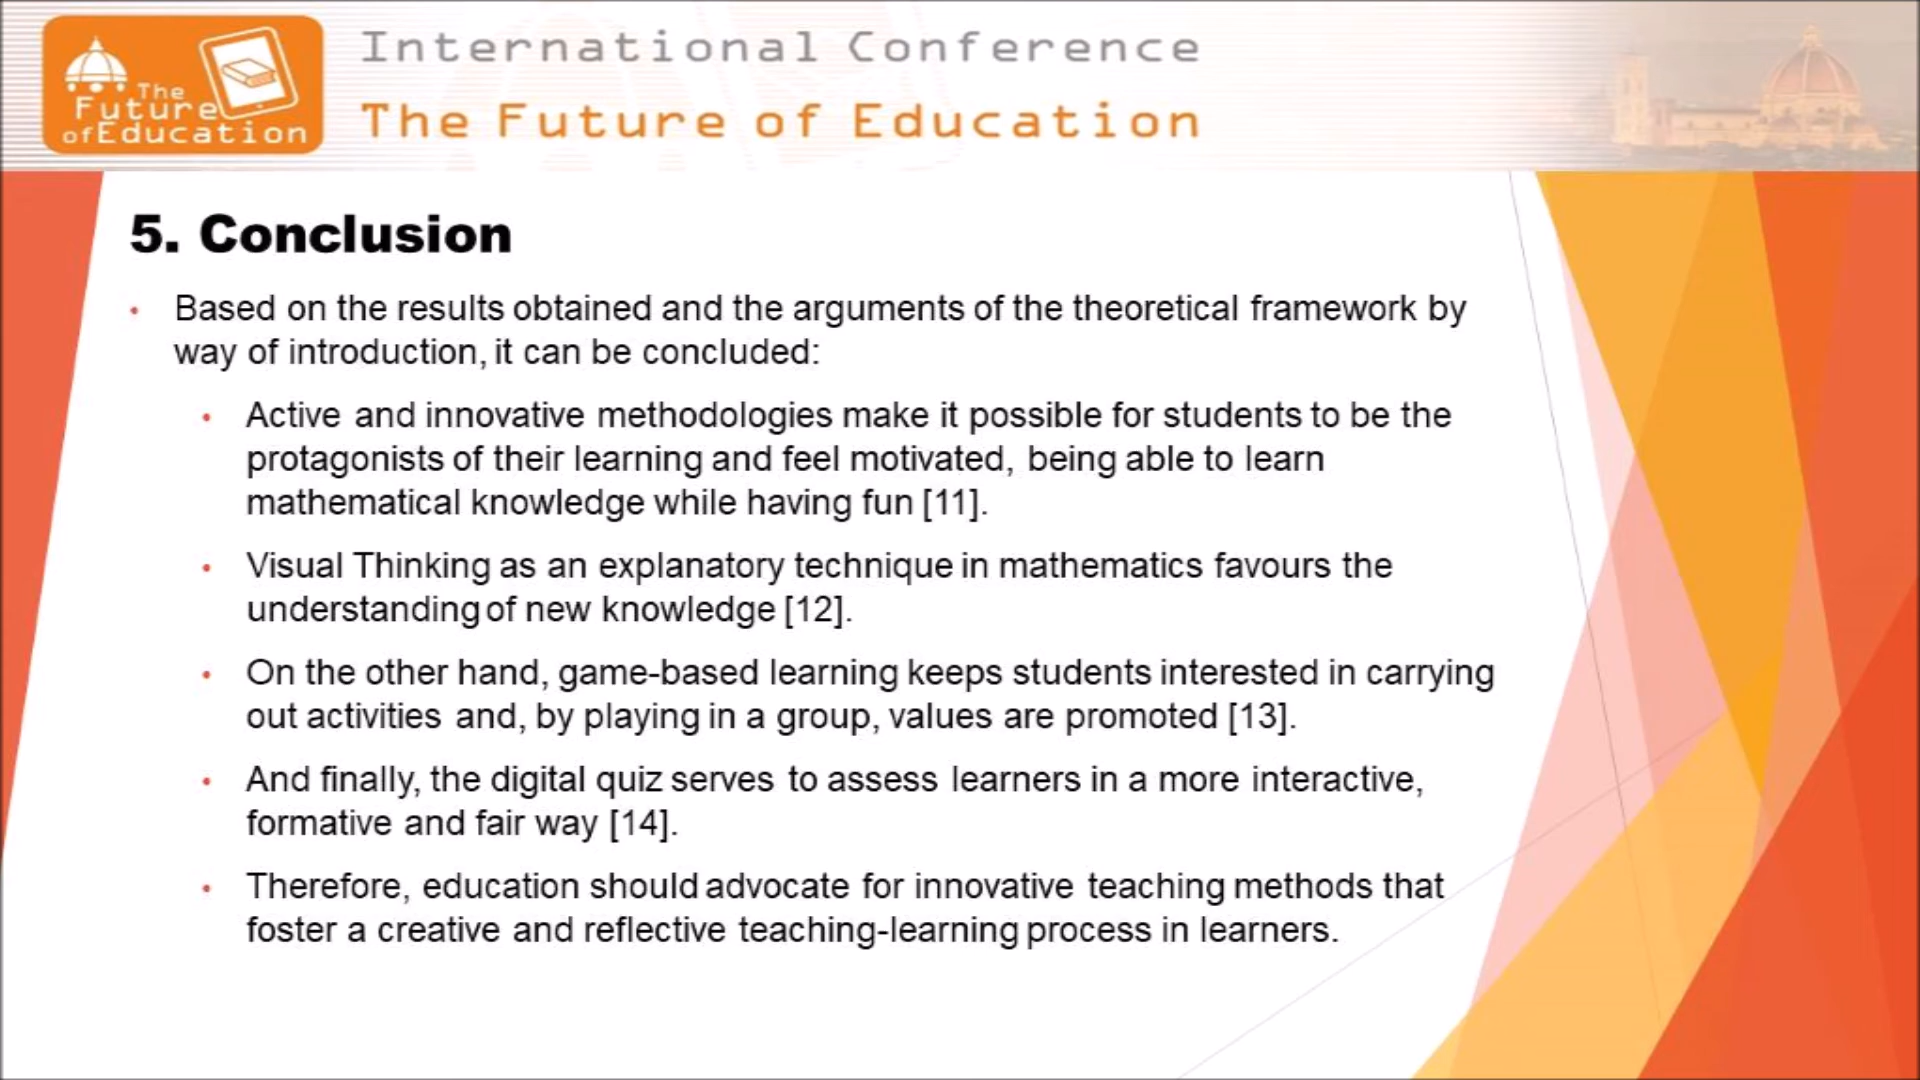 The
Future
ofEducation
International Conference
The Future of Education
5. Conclusion
• Based on the results obtained and the arguments of the theoretical framework by
way of introduction, it can be concluded:
• Active and innovative methodologies make it possible for students to be the
protagonists of their learning and feel motivated, being able to learn
mathematical knowledge while having fun [11].
• Visual Thinking as an explanatory technique in mathematics favours the
understanding of new knowledge [12].
• On the other hand, game-based learning keeps students interested in carrying
out activities and, by playing in a group, values are promoted [13].
• And finally, the digital quiz serves to assess learners in a more interactive,
formative and fair way [14].
• Therefore, education should advocate for innovative teaching methods that
foster a creative and reflective teaching-learning process in learners.